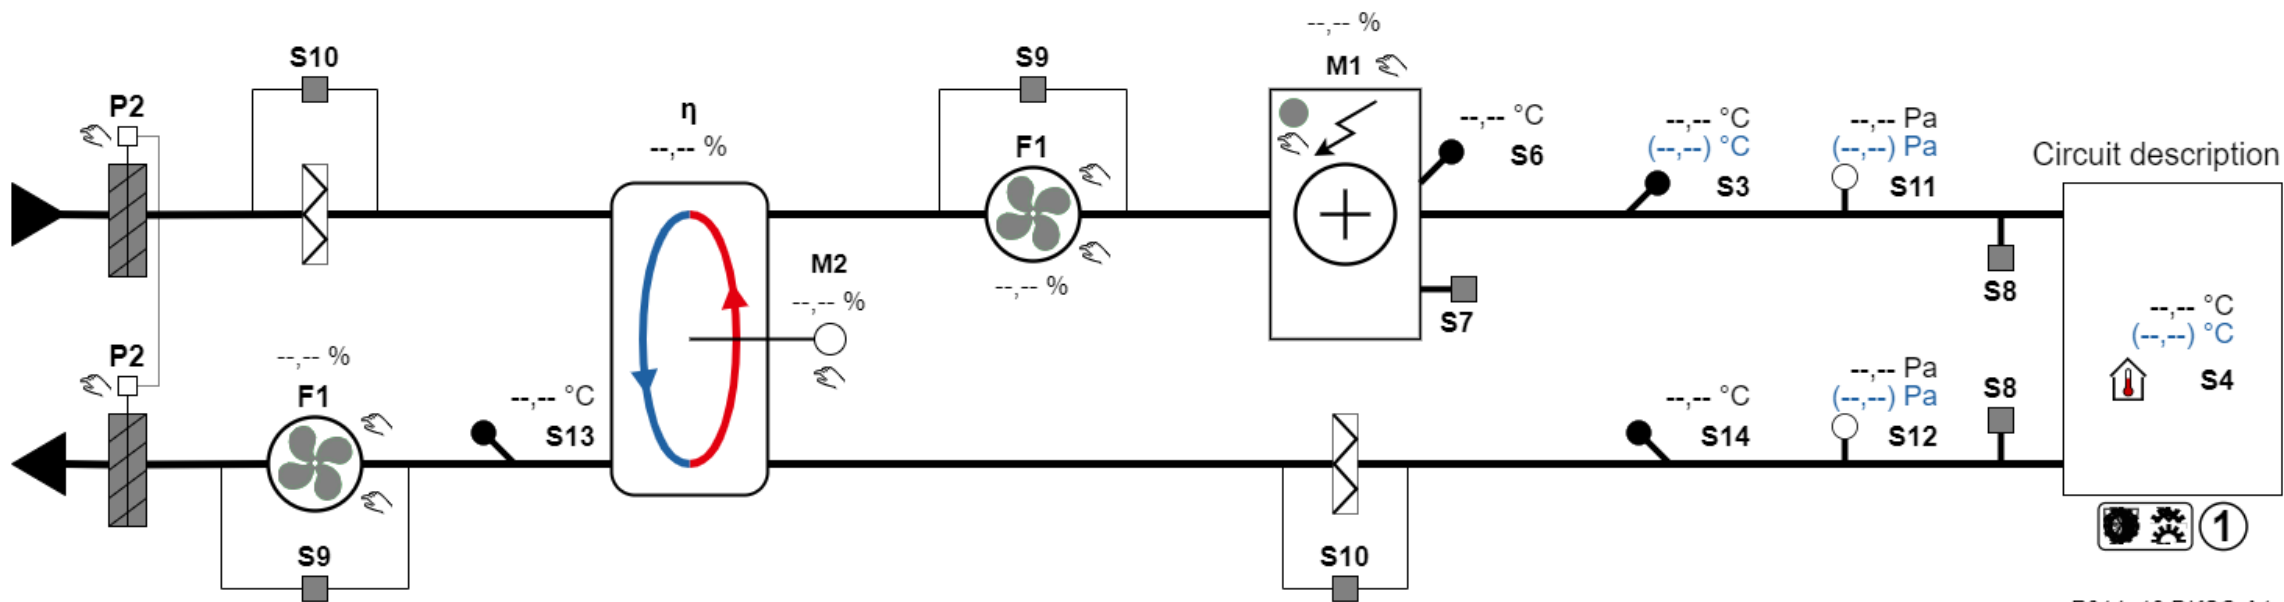 --,-- %
S10
S9
M1
P2
η
--,-- %
F1
--,-- °C
S6
--,-- °C
(--,--) °C
S3
--,-- Pa
(--,--) Pa
S11
Circuit description
M2
--,-- %
--,-- %
S7
S8
--,-- °C
(--,--) °C
S4
P2
--,-- %
F1
--,-- °C
S13
--,-- °C
S14
--,-- Pa
(--,--) Pa
S12
S8
S9
S10
1